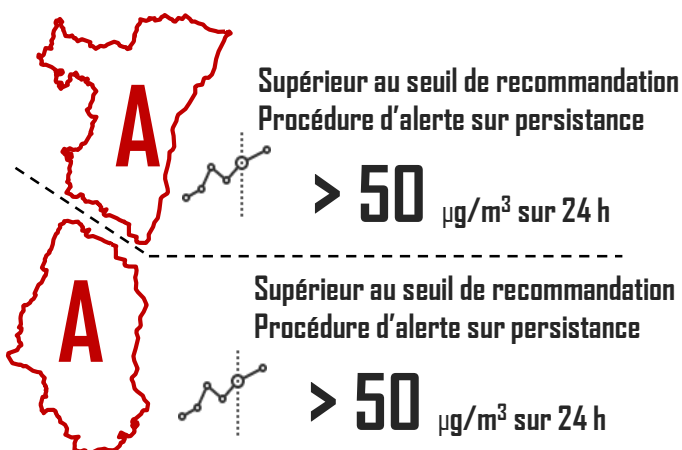 A
Supérieur au seuil de recommandation
Procédure d'alerte sur persistance
> 50 µg/m³ sur 24 h
A
Supérieur au seuil de recommandation
Procédure d'alerte sur persistance
> 50 µg/m³ sur 24 h